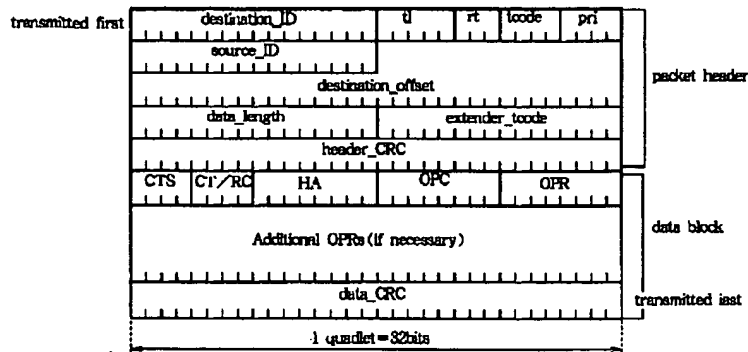 transmitted first destination_ID tl rt tcode pri
source_ID
packet header
destination_offset
data_length extender_tcode
header_CRC
CTS CT/RC HA OPC OPR
data block
Additional OPRs(if necessary)
data_CRC
transmitted last
1 quadlet=32bits